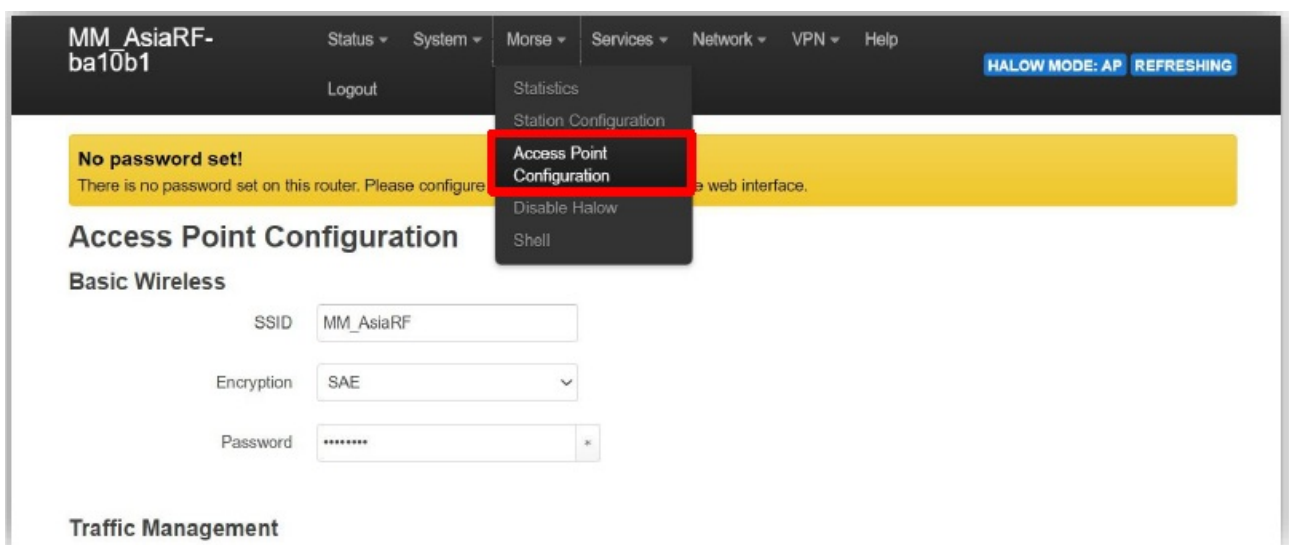 MM_AsiaRF-
ba10b1
Status System Morse Services Network VPN Help
Logout
HALOW MODE: AP REFRESHING
Statistics
Station Configuration
Access Point
Configuration
Disable Halow
Shell
No password set!
There is no password set on this router. Please configure e web interface.
Access Point Configuration
Basic Wireless
SSID MM_AsiaRF
Encryption SAE
Password •••••••• *
Traffic Management